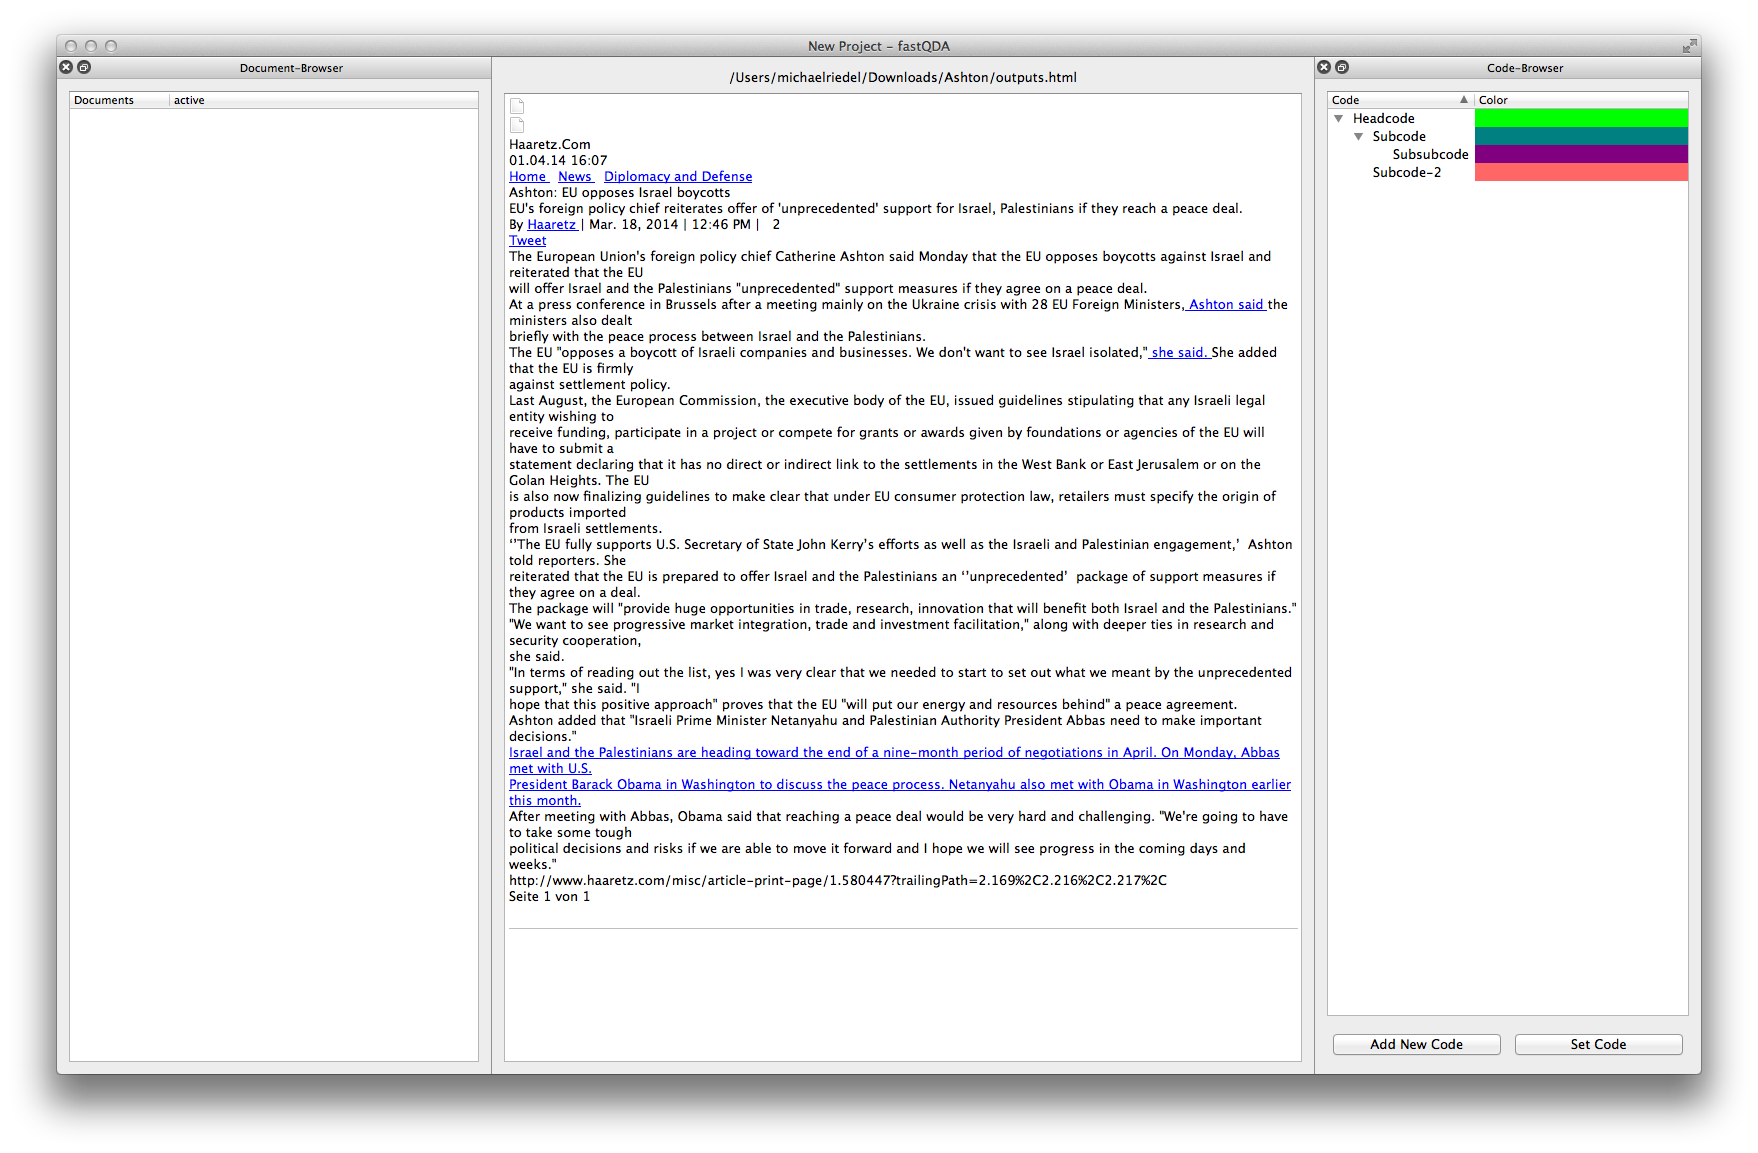 New Project – fastQDA
Document-Browser
Documents active
/Users/michaelriedel/Downloads/Ashton/outputs.html
Haaretz.Com
01.04.14 16:07
Home News Diplomacy and Defense
Ashton: EU opposes Israel boycotts
EU's foreign policy chief reiterates offer of 'unprecedented' support for Israel, Palestinians if they reach a peace deal.
By Haaretz | Mar. 18, 2014 | 12:46 PM | 2
Tweet
The European Union's foreign policy chief Catherine Ashton said Monday that the EU opposes boycotts against Israel and
reiterated that the EU
will offer Israel and the Palestinians "unprecedented" support measures if they agree on a peace deal.
At a press conference in Brussels after a meeting mainly on the Ukraine crisis with 28 EU Foreign Ministers, Ashton said the
ministers also dealt
briefly with the peace process between Israel and the Palestinians.
The EU "opposes a boycott of Israeli companies and businesses. We don't want to see Israel isolated," she said. She added
that the EU is firmly
against settlement policy.
Last August, the European Commission, the executive body of the EU, issued guidelines stipulating that any Israeli legal
entity wishing to
receive funding, participate in a project or compete for grants or awards given by foundations or agencies of the EU will
have to submit a
statement declaring that it has no direct or indirect link to the settlements in the West Bank or East Jerusalem or on the
Golan Heights. The EU
is also now finalizing guidelines to make clear that under EU consumer protection law, retailers must specify the origin of
products imported
from Israeli settlements.
‘’The EU fully supports U.S. Secretary of State John Kerry’s efforts as well as the Israeli and Palestinian engagement,’ Ashton
told reporters. She
reiterated that the EU is prepared to offer Israel and the Palestinians an ‘’unprecedented’ package of support measures if
they agree on a deal.
The package will "provide huge opportunities in trade, research, innovation that will benefit both Israel and the Palestinians."
"We want to see progressive market integration, trade and investment facilitation," along with deeper ties in research and
security cooperation,
she said.
"In terms of reading out the list, yes I was very clear that we needed to start to set out what we meant by the unprecedented
support," she said. "I
hope that this positive approach" proves that the EU "will put our energy and resources behind" a peace agreement.
Ashton added that "Israeli Prime Minister Netanyahu and Palestinian Authority President Abbas need to make important
decisions."
Israel and the Palestinians are heading toward the end of a nine-month period of negotiations in April. On Monday, Abbas
met with U.S.
President Barack Obama in Washington to discuss the peace process. Netanyahu also met with Obama in Washington earlier
this month.
After meeting with Abbas, Obama said that reaching a peace deal would be very hard and challenging. "We're going to have
to take some tough
political decisions and risks if we are able to move it forward and I hope we will see progress in the coming days and
weeks."
http://www.haaretz.com/misc/article-print-page/1.580447?trailingPath=2.169%2C2.216%2C2.217%2C
Seite 1 von 1
Code-Browser
Code Color
Headcode
Subcode
Subsubcode
Subcode-2
Add New Code Set Code